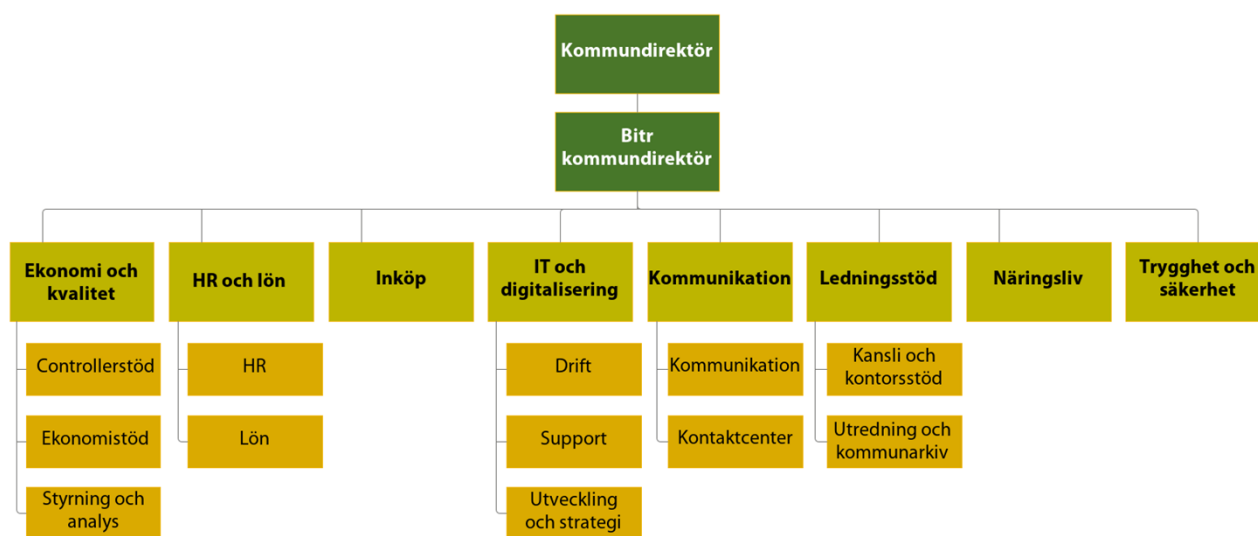 Kommundirektör
Bitr
kommundirektör
Ekonomi och
kvalitet
HR och lön
Inköp
IT och
digitalisering
Kommunikation
Ledningsstöd
Näringsliv
Trygghet och
säkerhet
Controllerstöd
HR
Drift
Kommunikation
Kansli och
kontorsstöd
Ekonomistöd
Lön
Support
Kontaktcenter
Utredning och
kommunarkiv
Styrning och
analys
Utveckling
och strategi